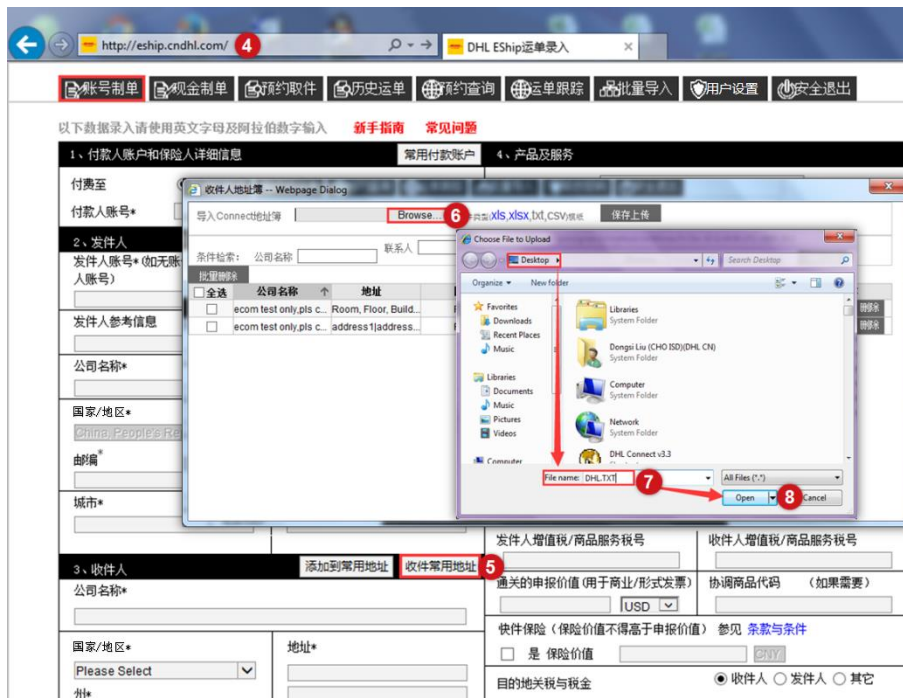 http://eship.cndhl.com/
4
DHL EShip运单录入
账号制单
现金制单
预约取件
历史运单
预约查询
运单跟踪
批量导入
用户设置
安全退出
以下数据录入请使用英文字母及阿拉伯数字输入 新手指南 常见问题
1、付款人账户和保险人详细信息
常用付款账户
4、产品及服务
付费至
付款人账号*
收件人地址簿 -- Webpage Dialog
导入Connect地址簿
Browse...
6
xls,xlsx,txt,csv
保存上传
条件检索: 公司名称
联系人
批量删除
全选 公司名称 地址
ecom test only,pls c... Room, Floor, Build...
ecom test only,pls c... address1|address...
删除
删除
Choose File to Upload
Desktop
Search Desktop
Organize
New folder
Favorites
Downloads
Recent Places
Music
Libraries
Documents
Music
Pictures
Videos
Computer
Libraries
System Folder
Dongsi Liu (CHO ISD)(DHL CN)
System Folder
Computer
System Folder
Network
System Folder
DHL Connect v3.3
File name: DHL.TXT
7
All Files (*.*)
Open
8
Cancel
2、发件人
发件人账号* (如无账
人账号)
发件人参考信息
公司名称*
国家/地区*
China, People's Re
邮编*
城市*
3、收件人
添加到常用地址
收件常用地址
5
公司名称*
国家/地区*
地址*
Please Select
州*
发件人增值税/商品服务税号
收件人增值税/商品服务税号
通关的申报价值(用于商业/形式发票)
协调商品代码 (如果需要)
USD
快件保险 (保险价值不得高于申报价值) 参见 条款与条件
是 保险价值
CNY
目的地关税与税金
收件人
发件人
其它